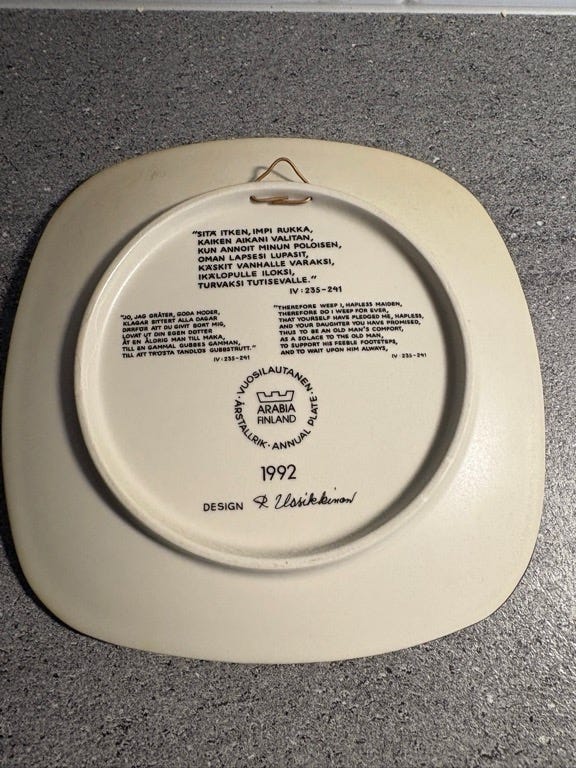 "SITÄ ITKEN, IMPI RUKKA,
KAIKEN AIKANI VALITAN,
KUN ANNOIT MINUN POLOISEN,
OMAN LAPSESI LUPASIT,
KÄSKIT VANHALLE VARAKSI,
IKÄLOPULLE ILOKSI,
TURVAKSI TUTISEVALLE."
IV:235-241
"JO, JAG GRÅTER, GODA MODER,
KLAGAR BITTERT ALLA DAGAR
DÄRFÖR ATT DU GIVIT BORT MIG,
LOVAT UT DIN EGEN DOTTER
ÅT EN ÅLDRIG MAN TILL MAKA,
TILL EN GAMMAL GUBBES GAMMAN,
TILL ATT TRÖSTA TANDLÖS GUBBSTRUTT."
IV:235-241
"THEREFORE WEEP I, HAPLESS MAIDEN,
THEREFORE DO I WEEP FOR EVER,
THAT YOURSELF HAVE PLEDGED ME, HAPLESS,
AND YOUR DAUGHTER YOU HAVE PROMISED,
THUS TO BE AN OLD MAN'S COMFORT,
AS A SOLACE TO THE OLD MAN,
TO SUPPORT HIS FEEBLE FOOTSTEPS,
AND TO WAIT UPON HIM ALWAYS,
IV:235-241
VUOSILAUTANEN·
ÅRSTALLRIK·ANNUAL PLATE·
ARABIA
FINLAND
1992
DESIGN R Uosikkinen